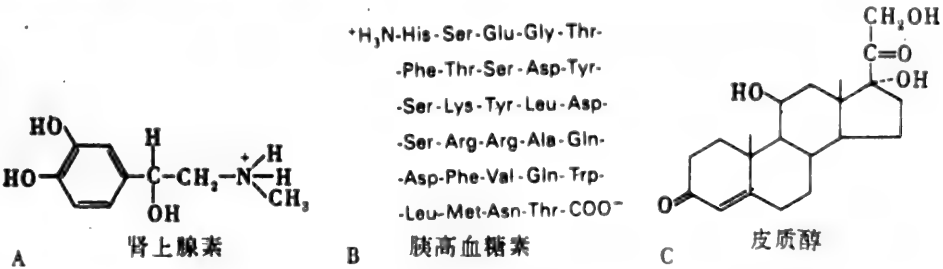 HO
HO
H
C
OH
CH₂
N
+
H
H
CH₃
A
肾上腺素
⁺H₃N-His-Ser-Glu-Gly-Thr-
-Phe-Thr-Ser-Asp-Tyr-
-Ser-Lys-Tyr-Leu-Asp-
-Ser-Arg-Arg-Ala-Gln-
-Asp-Phe-Val-Gln-Trp-
-Leu-Met-Asn-Thr-COO⁻
B
胰高血糖素
CH₂OH
C=O
OH
HO
O
C
皮质醇